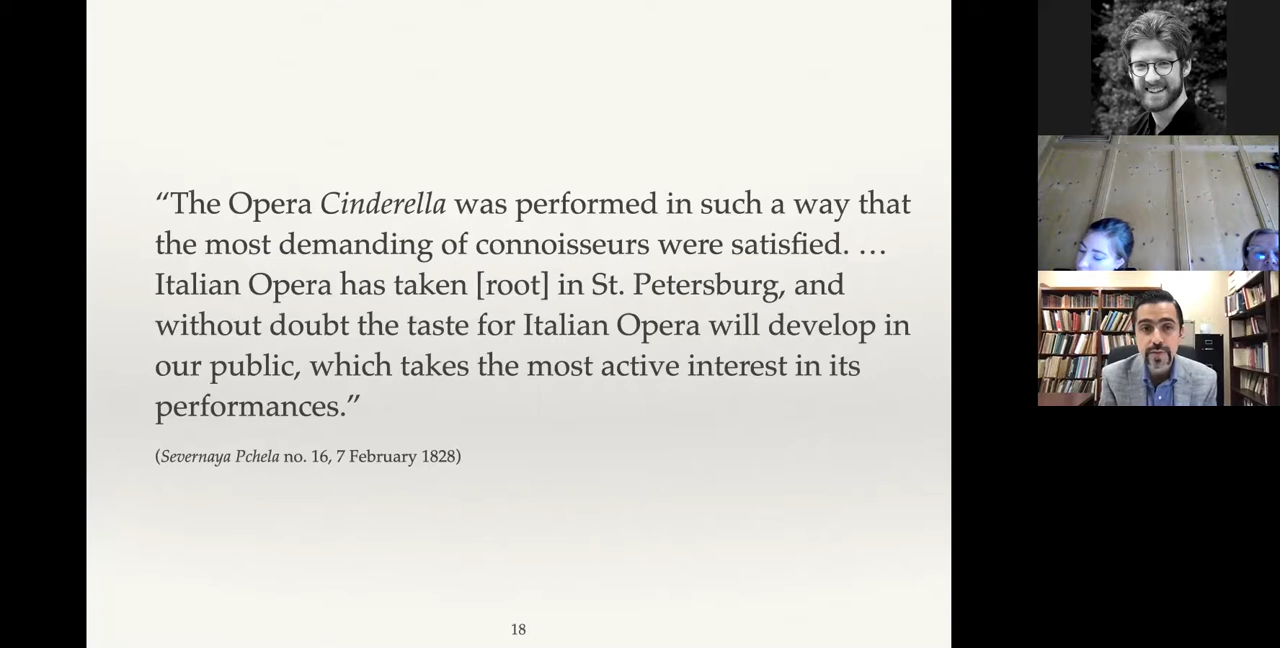 “The Opera Cinderella was performed in such a way that
the most demanding of connoisseurs were satisfied. …
Italian Opera has taken [root] in St. Petersburg, and
without doubt the taste for Italian Opera will develop in
our public, which takes the most active interest in its
performances.”
(Severnaya Pchela no. 16, 7 February 1828)
18